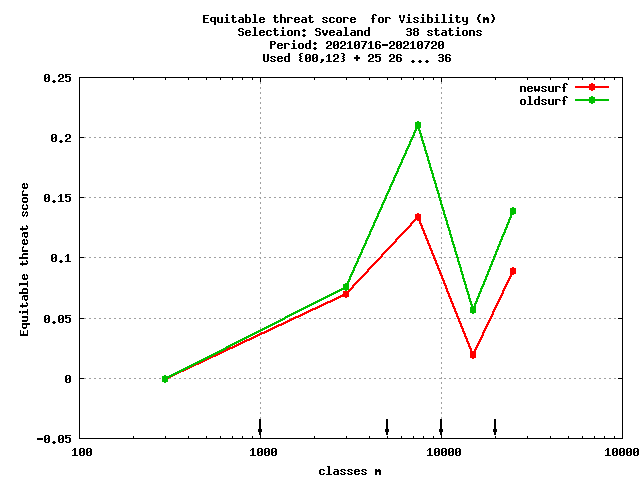 Equitable threat score  for Visibility (m)
Selection: Svealand     38 stations
Period: 20210716-20210720
Used {00,12} + 25 26 ... 36
0.25
newsurf
oldsurf
0.2
0.15
0.1
0.05
0
-0.05
Equitable threat score
100 1000 10000 10000
classes m